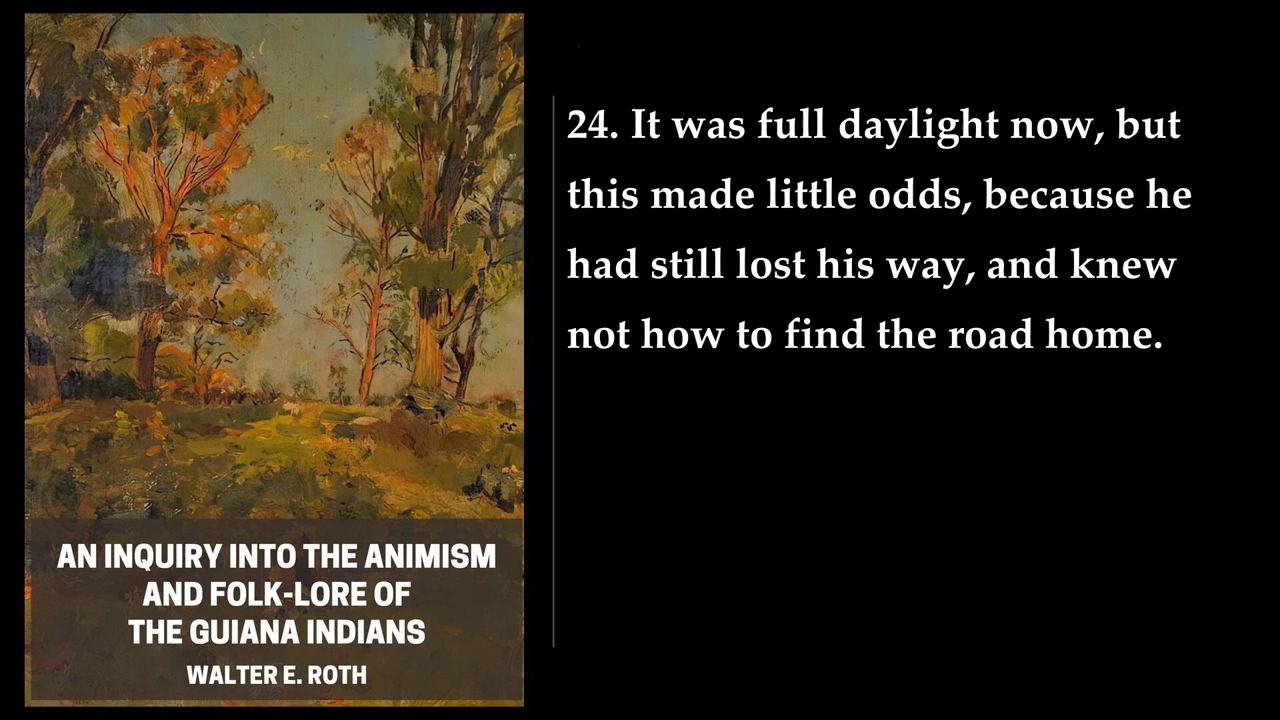 24. It was full daylight now, but
this made little odds, because he
had still lost his way, and knew
not how to find the road home.
AN INQUIRY INTO THE ANIMISM
AND FOLK-LORE OF
THE GUIANA INDIANS
WALTER E. ROTH